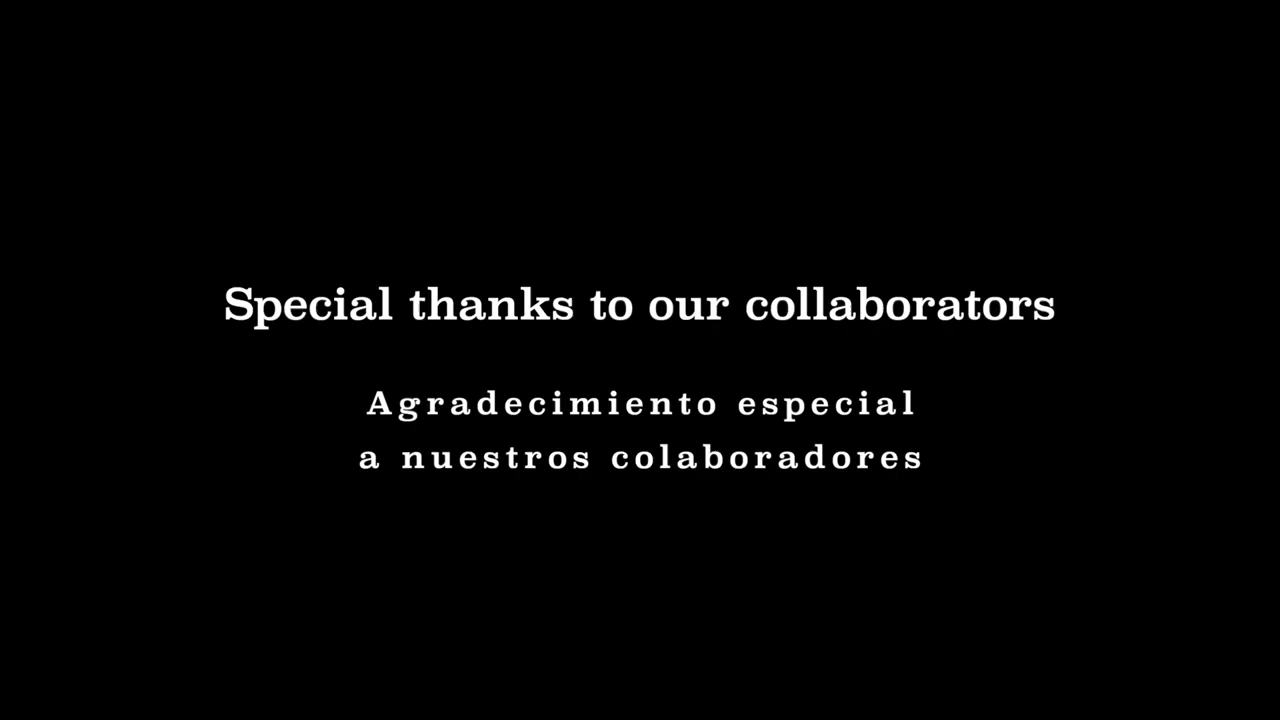 Special thanks to our collaborators
Agradecimiento especial
a nuestros colaboradores